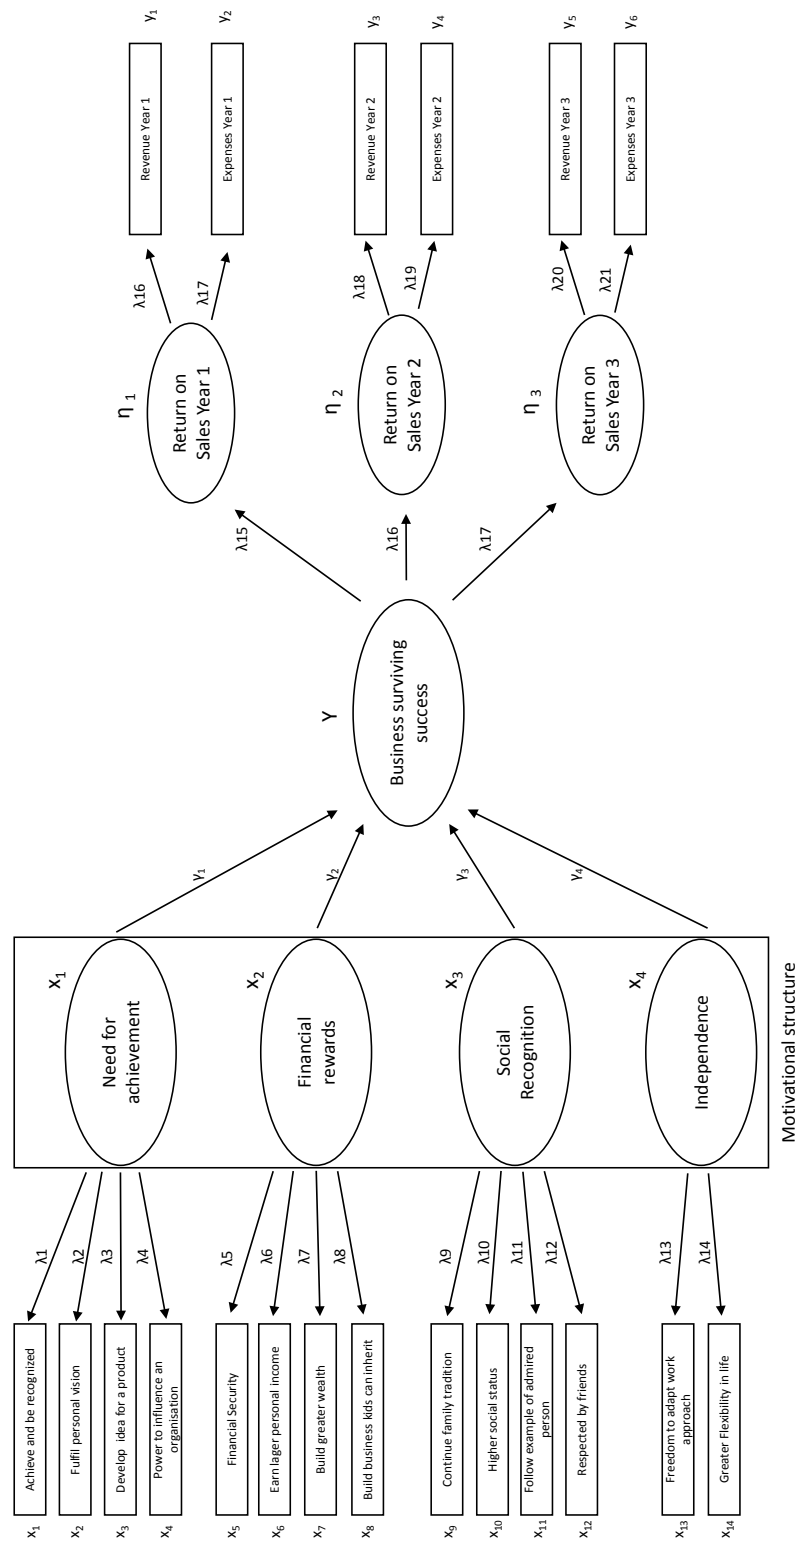 x1
Achieve and be recognized
x2
Fulfil personal vision
x3
Develop idea for a product
x4
Power to influence an
organisation
x5
Financial Security
x6
Earn lager personal income
x7
Build greater wealth
x8
Build business kids can inherit
x9
Continue family tradition
x10
Higher social status
x11
Follow example of admired
person
x12
Respected by friends
x13
Freedom to adapt work
approach
x14
Greater Flexibility in life
λ1
λ2
λ3
λ4
λ5
λ6
λ7
λ8
λ9
λ10
λ11
λ12
λ13
λ14
x1
Need for
achievement
x2
Financial
rewards
x3
Social
Recognition
x4
Independence
Motivational structure
γ1
γ2
γ3
γ4
Y
Business surviving
success
λ15
λ16
λ17
η 1
Return on
Sales Year 1
η 2
Return on
Sales Year 2
η 3
Return on
Sales Year 3
λ16
λ17
λ18
λ19
λ20
λ21
Revenue Year 1
y1
Expenses Year 1
y2
Revenue Year 2
y3
Expenses Year 2
y4
Revenue Year 3
y5
Expenses Year 3
y6